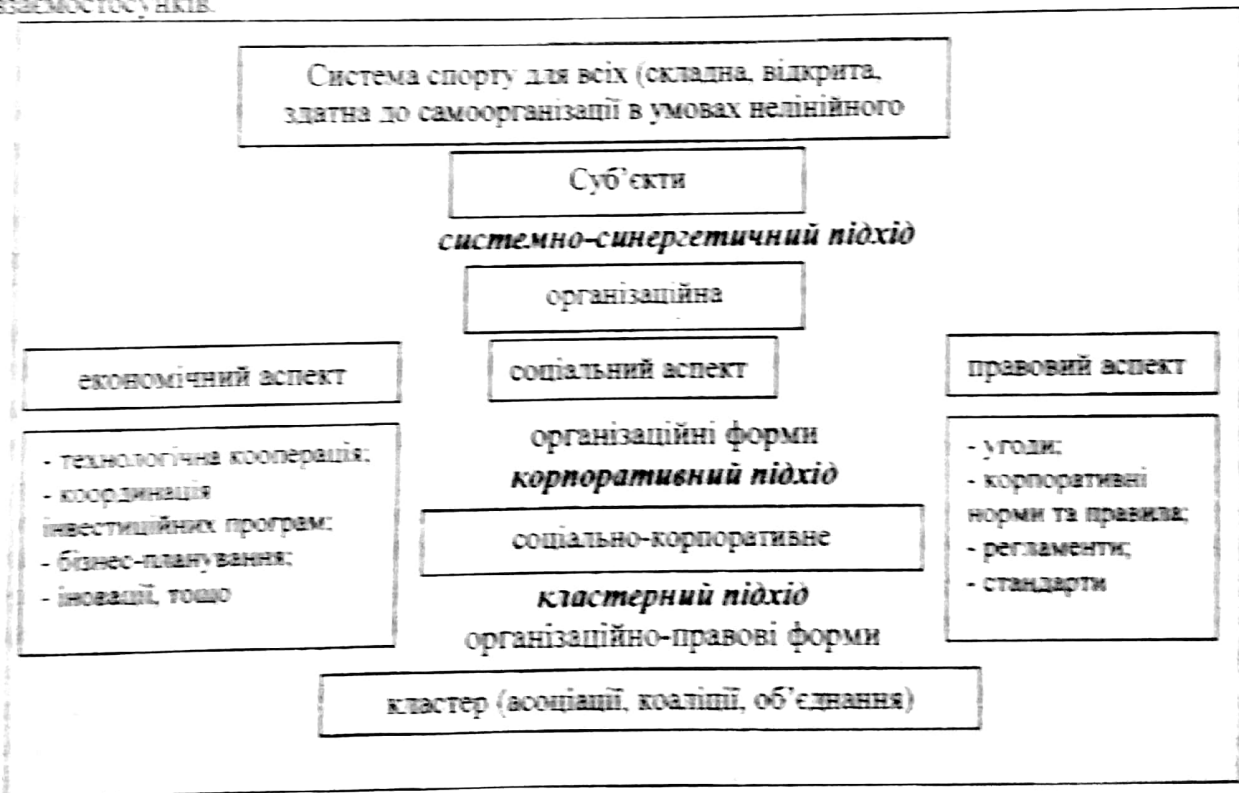 взаємостосунків.
Система спорту для всіх (складна, відкрита,
здатна до самоорганізації в умовах нелінійного
Суб’єкти
системно-синергетичний підхід
організаційна
економічний аспект
соціальний аспект
правовий аспект
- технологічна кооперація;
- координація
інвестиційних програм;
- бізнес-планування;
- іновації, тощо
організаційні форми
корпоративний підхід
соціально-корпоративне
кластерний підхід
організаційно-правові форми
- угоди;
- корпоративні
норми та правила;
- регламенти;
- стандарти
кластер (асоціації, коаліції, об’єднання)